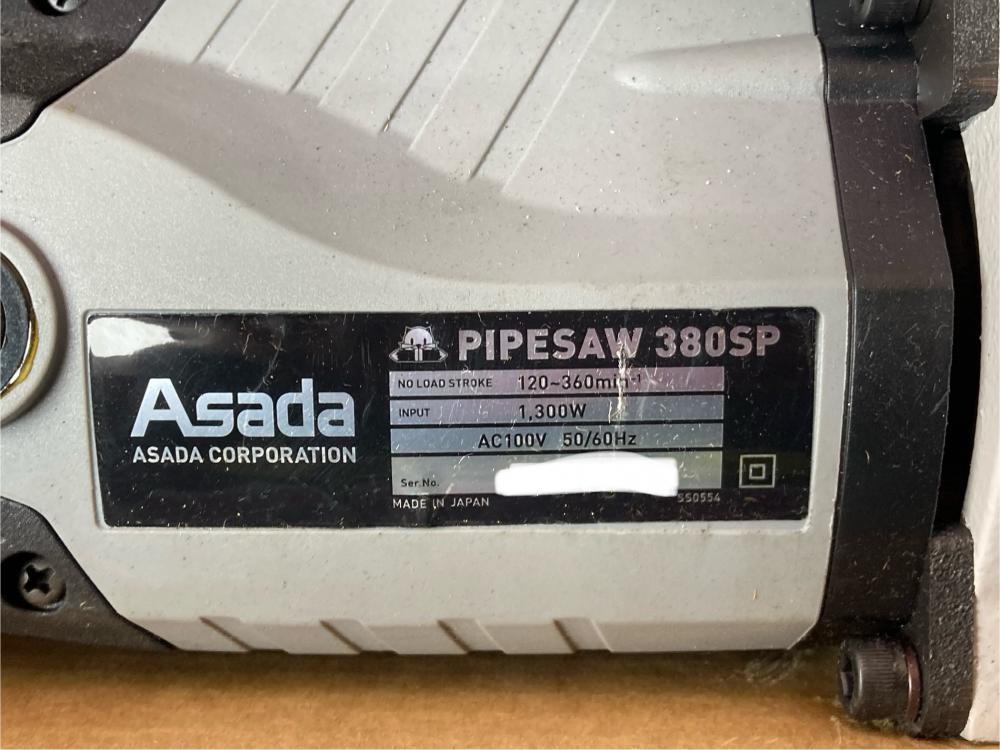 PIPESAW 380SP
Asada
ASADA CORPORATION
NO LOAD STROKE 120~360min⁻¹
INPUT 1,300W
AC100V 50/60Hz
Ser.No.
MADE IN JAPAN
SS0554